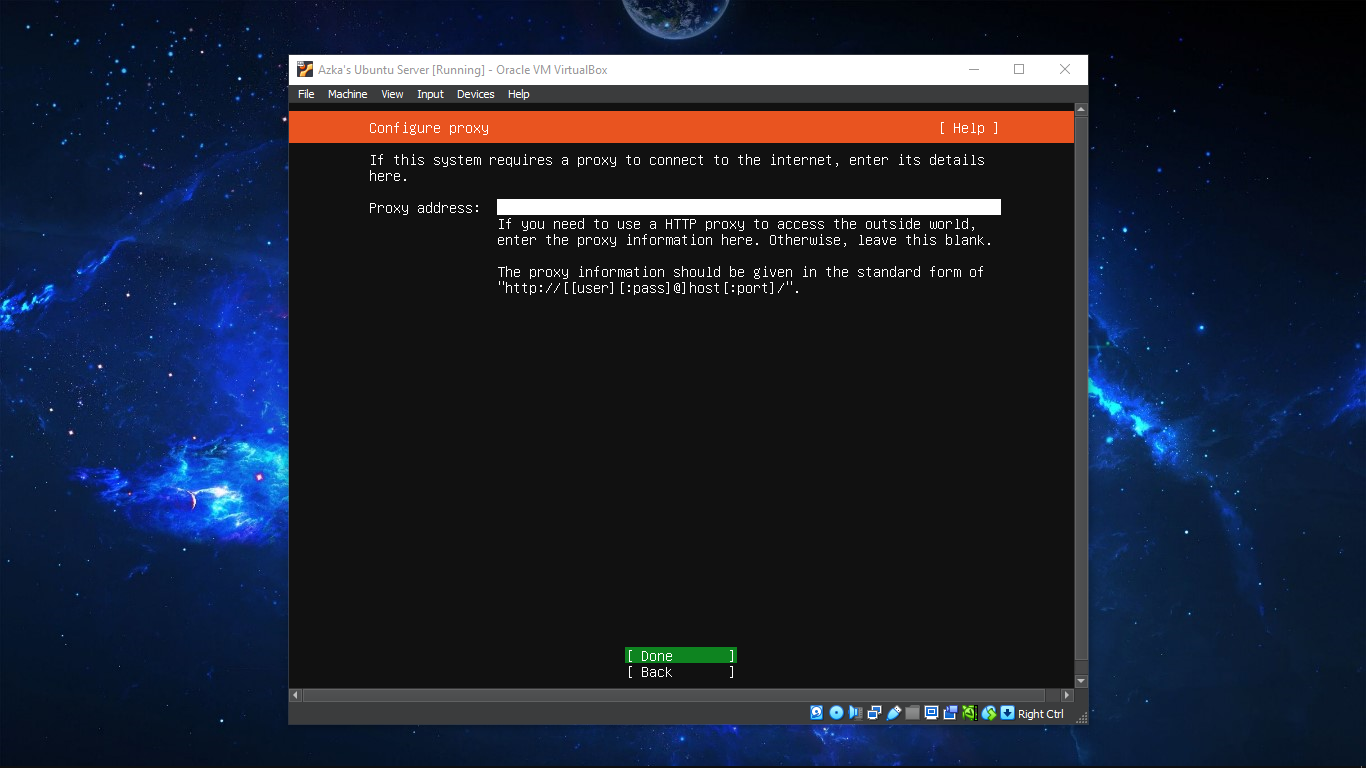 Azka's Ubuntu Server [Running] - Oracle VM VirtualBox
File Machine View Input Devices Help
Configure proxy [ Help ]
If this system requires a proxy to connect to the internet, enter its details
here.
Proxy address:
If you need to use a HTTP proxy to access the outside world,
enter the proxy information here. Otherwise, leave this blank.
The proxy information should be given in the standard form of
"http://[[user][:pass]@]host[:port]/".
[ Done ]
[ Back ]
Right Ctrl